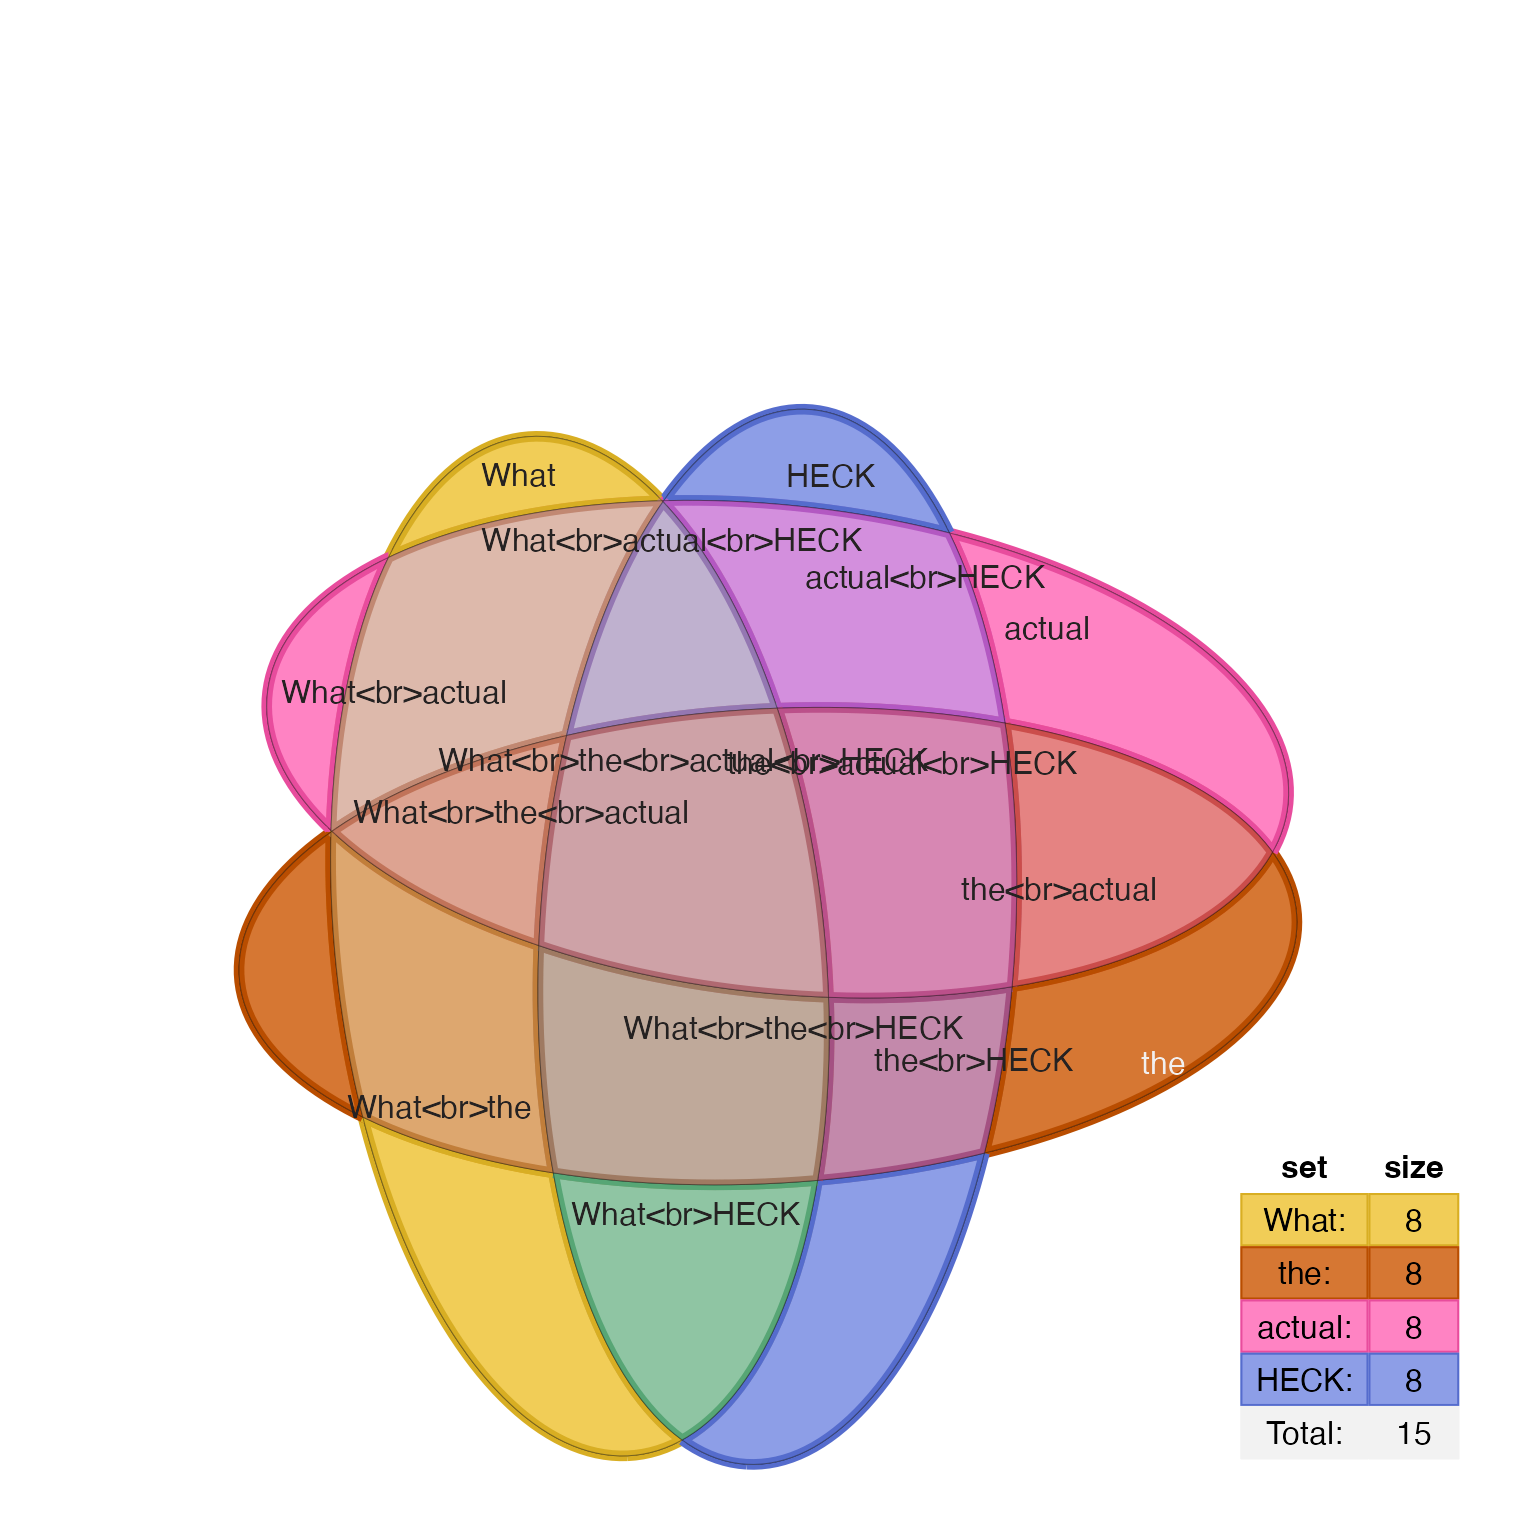 What
HECK
What<br>actual<br>HECK
actual<br>HECK
actual
What<br>actual
What<br>the<br>actual<br>HECK
the<br>actual<br>HECK
What<br>the<br>actual
the<br>actual
What<br>the<br>HECK
the<br>HECK
the
What<br>the
What<br>HECK
set size
What: 8
the: 8
actual: 8
HECK: 8
Total: 15